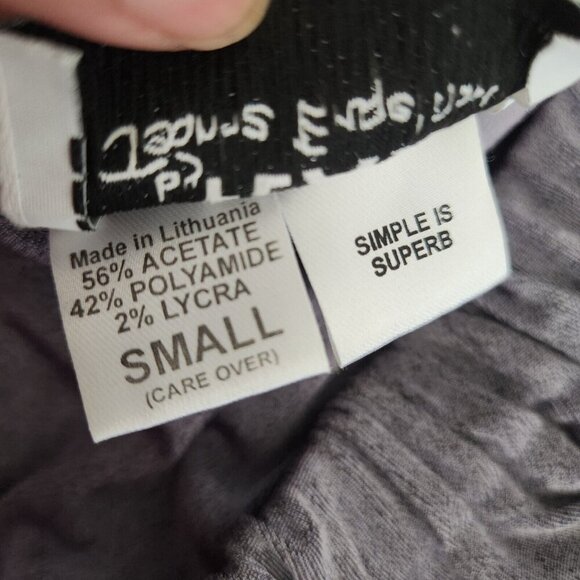 Made in Lithuania
56% ACETATE
42% POLYAMIDE
2% LYCRA
SMALL
(CARE OVER)
SIMPLE IS
SUPERB